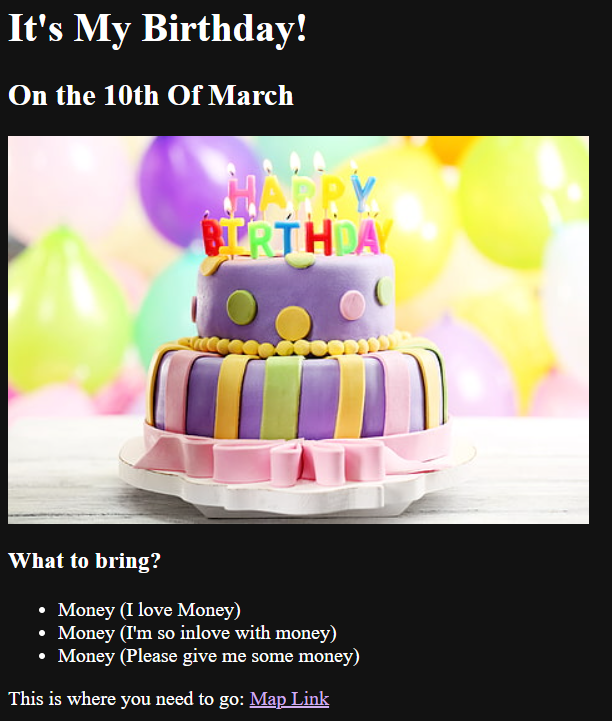 It's My Birthday!
On the 10th Of March
HAPPY
BIRTHDAY
What to bring?
Money (I love Money)
Money (I'm so inlove with money)
Money (Please give me some money)
This is where you need to go: Map Link